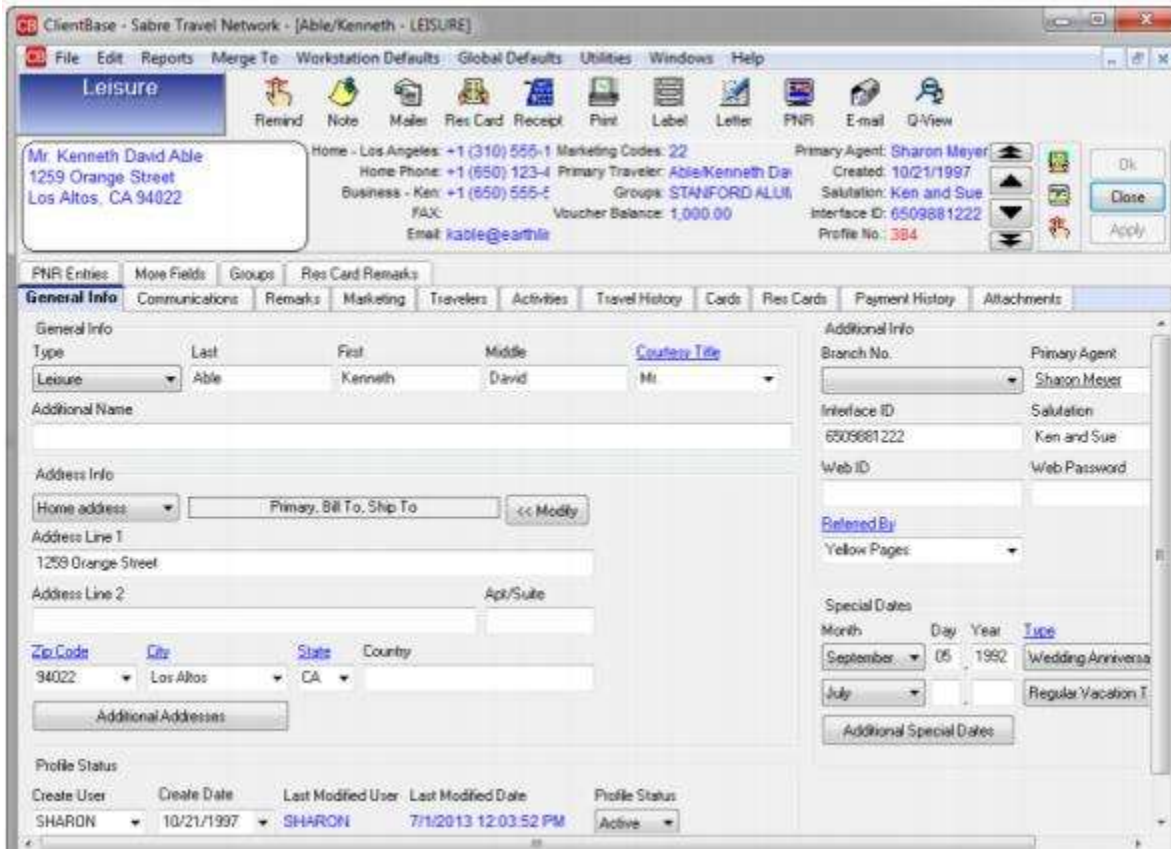 ClientBase - Sabre Travel Network - [Able/Kenneth - LEISURE]
File Edit Reports Merge To Workstation Defaults Global Defaults Utilities Windows Help
Leisure
Remind Note Mailer Res Card Receipt Print Label Letter PNR E-mail Q-View
Mr. Kenneth David Able
1259 Orange Street
Los Altos, CA 94022
Home - Los Angeles: +1 (310) 555-1
Home Phone: +1 (650) 123-4
Business - Ken: +1 (650) 555-5
FAX:
Email: kable@earthli
Marketing Codes: 22
Primary Traveler: Able/Kenneth Da
Groups: STANFORD ALU
Voucher Balance: 1,000.00
Primary Agent: Sharon Meyer
Created: 10/21/1997
Salutation: Ken and Sue
Interface ID: 6509881222
Profile No.: 384
Ok
Close
Apply
PNR Entries More Fields Groups Res Card Remarks
General Info Communications Remarks Marketing Travelers Activities Travel History Cards Res Cards Payment History Attachments
General Info
Type Last First Middle Courtesy Title
Leisure Able Kenneth David Mr.
Additional Name
Address Info
Home address Primary, Bill To, Ship To << Modify
Address Line 1
1259 Orange Street
Address Line 2 Apt/Suite
Zip Code City State Country
94022 Los Altos CA
Additional Addresses
Profile Status
Create User Create Date Last Modified User Last Modified Date Profile Status
SHARON 10/21/1997 SHARON 7/1/2013 12:03:52 PM Active
Additional Info
Branch No. Primary Agent
Sharon Meyer
Interface ID Salutation
6509881222 Ken and Sue
Web ID Web Password
Referred By
Yellow Pages
Special Dates
Month Day Year Type
September 05 1992 Wedding Anniversa
July Regular Vacation T
Additional Special Dates